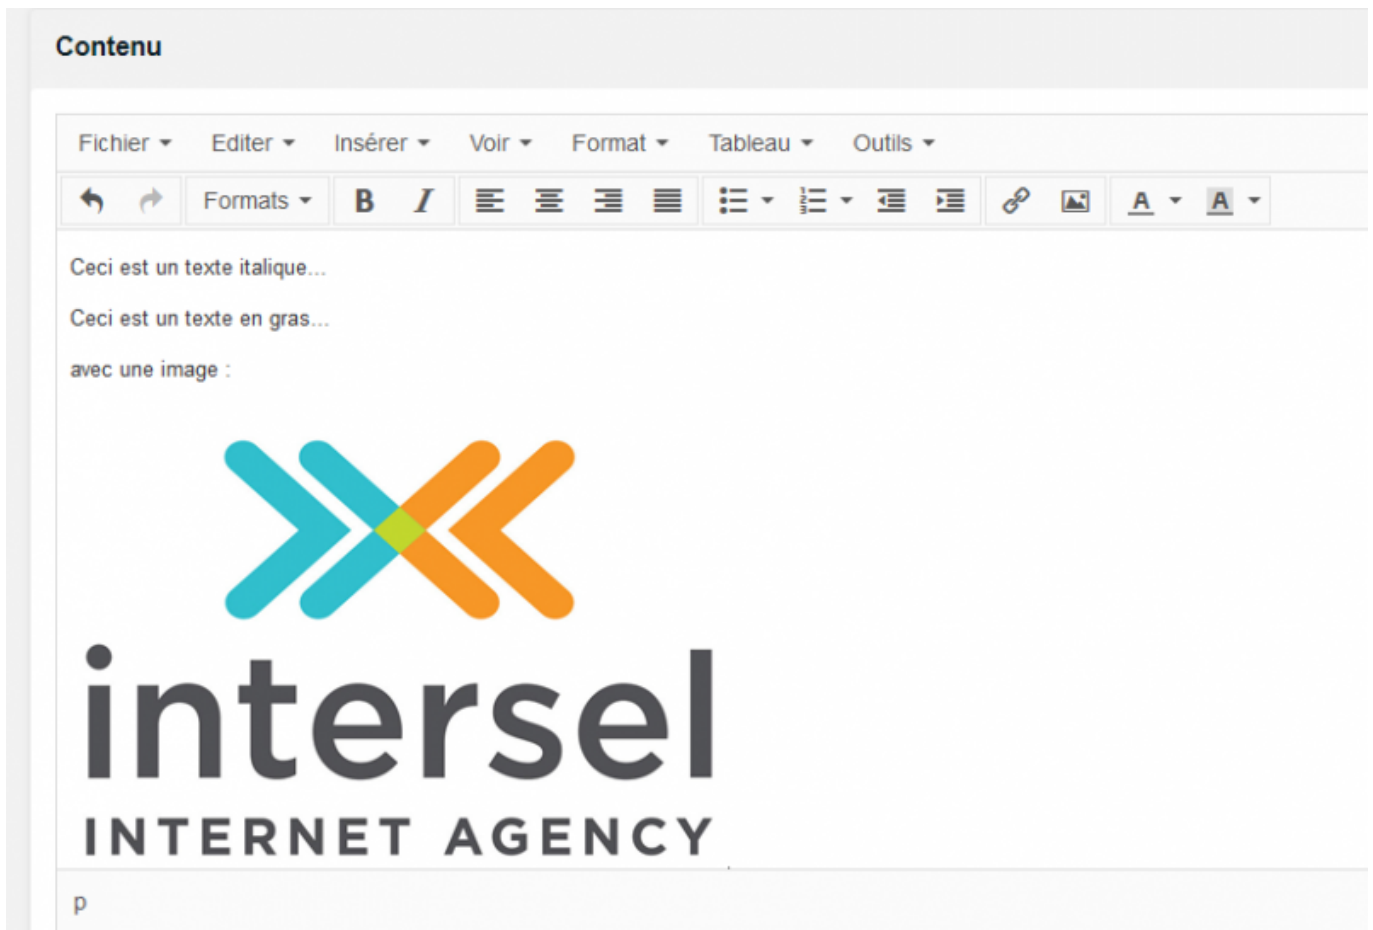 Contenu
Fichier Editer Insérer Voir Format Tableau Outils
Formats B I A A
Ceci est un texte italique...
Ceci est un texte en gras...
avec une image :
intersel
INTERNET AGENCY
p